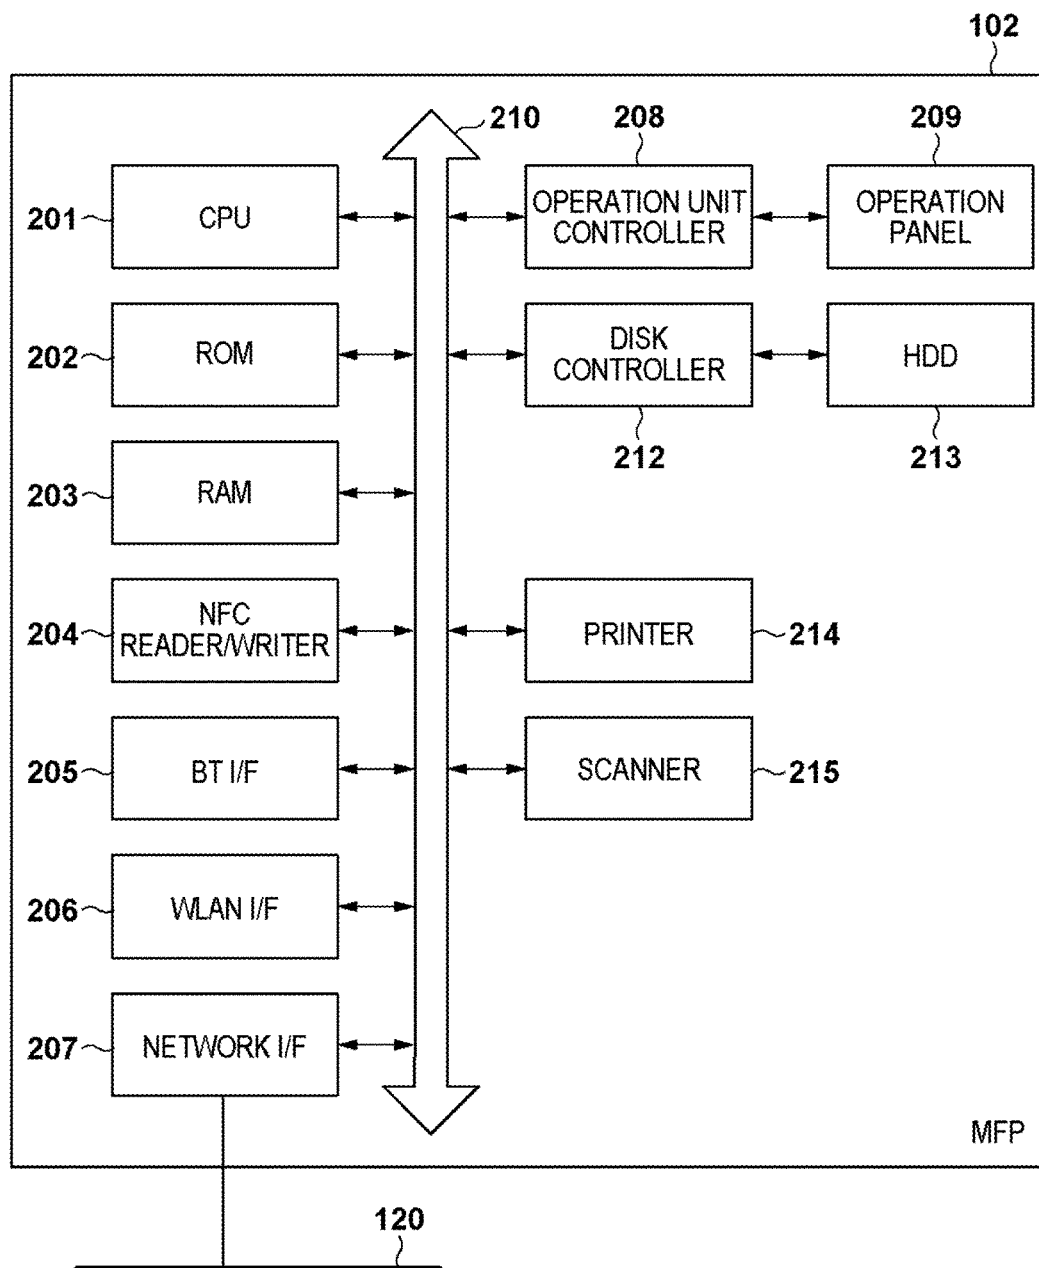 102
210
208
209
201
CPU
OPERATION UNIT
CONTROLLER
OPERATION
PANEL
202
ROM
DISK
CONTROLLER
HDD
212
213
203
RAM
204
NFC
READER/WRITER
PRINTER
214
205
BT I/F
SCANNER
215
206
WLAN I/F
207
NETWORK I/F
MFP
120